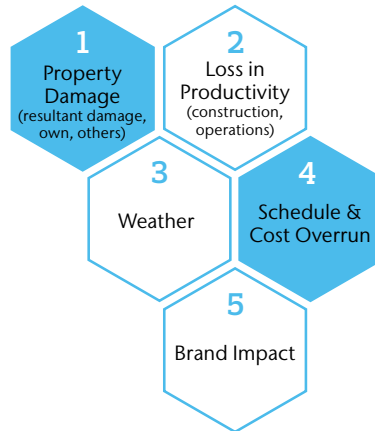 1
Property
Damage
(resultant damage,
own, others)
2
Loss in
Productivity
(construction,
operations)
3
Weather
4
Schedule &
Cost Overrun
5
Brand Impact